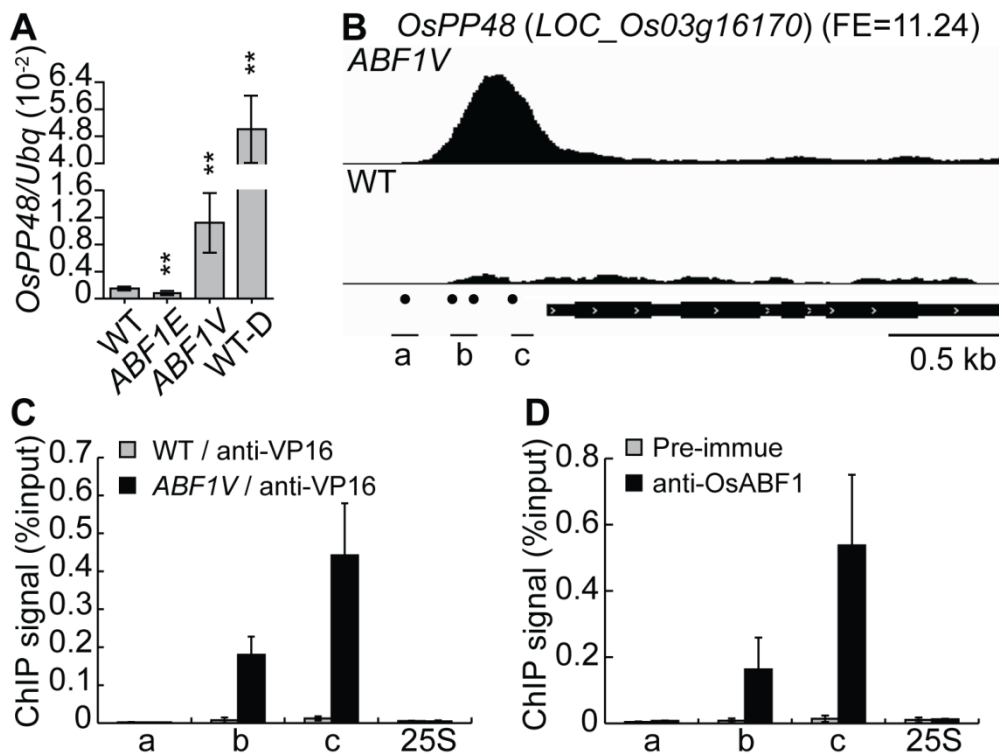 A
OsPP48/Ubq (10⁻²)
6.4
5.6
4.8
4.0
1.2
0.8
0.4
0
**
**
**
WT
ABF1E
ABF1V
WT-D
B
OsPP48 (LOC_Os03g16170) (FE=11.24)
ABF1V
WT
a
b
c
0.5 kb
C
ChIP signal (%input)
0.7
0.6
0.5
0.4
0.3
0.2
0.1
0
WT / anti-VP16
ABF1V / anti-VP16
a
b
c
25S
D
ChIP signal (%input)
0.8
0.6
0.4
0.2
0
Pre-immue
anti-OsABF1
a
b
c
25S